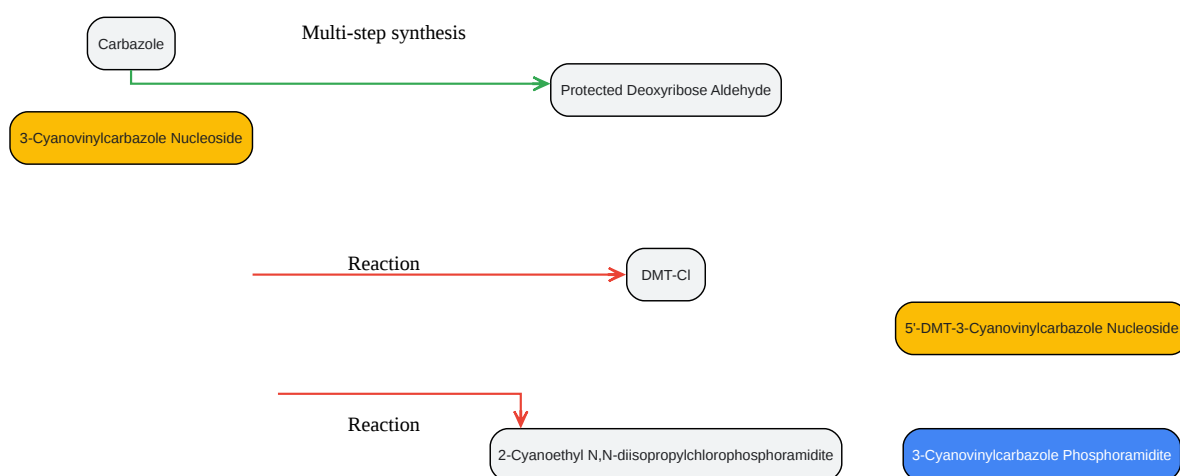 Multi-step synthesis
Carbazole
Protected Deoxyribose Aldehyde
3-Cyanovinylcarbazole Nucleoside
Reaction
DMT-Cl
5'-DMT-3-Cyanovinylcarbazole Nucleoside
Reaction
2-Cyanoethyl N,N-diisopropylchlorophosphoramidite
3-Cyanovinylcarbazole Phosphoramidite